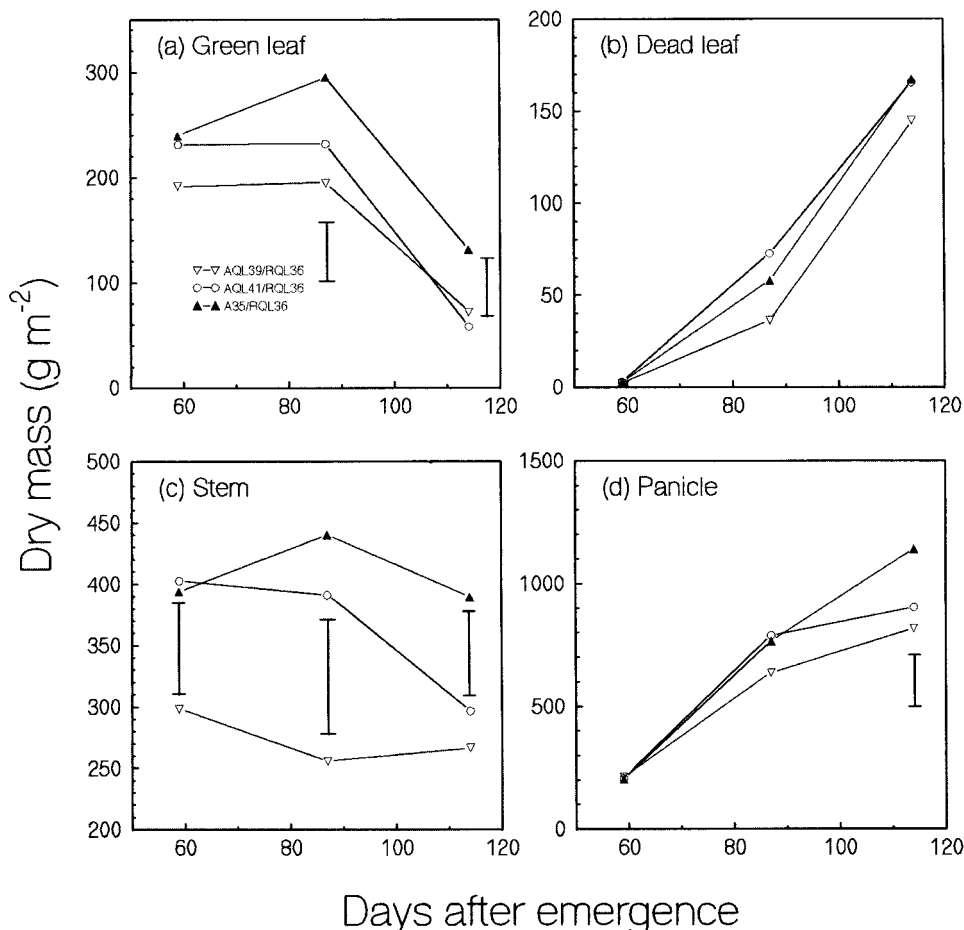 (a) Green leaf
300
200
100
0
60 80 100 120
▽–▽ AQL39/RQL36
○–○ AQL41/RQL36
▲–▲ A35/RQL36
(b) Dead leaf
200
150
100
50
0
60 80 100 120
(c) Stem
500
450
400
350
300
250
200
60 80 100 120
(d) Panicle
1500
1000
500
0
60 80 100 120
Dry mass (g m⁻²)
Days after emergence